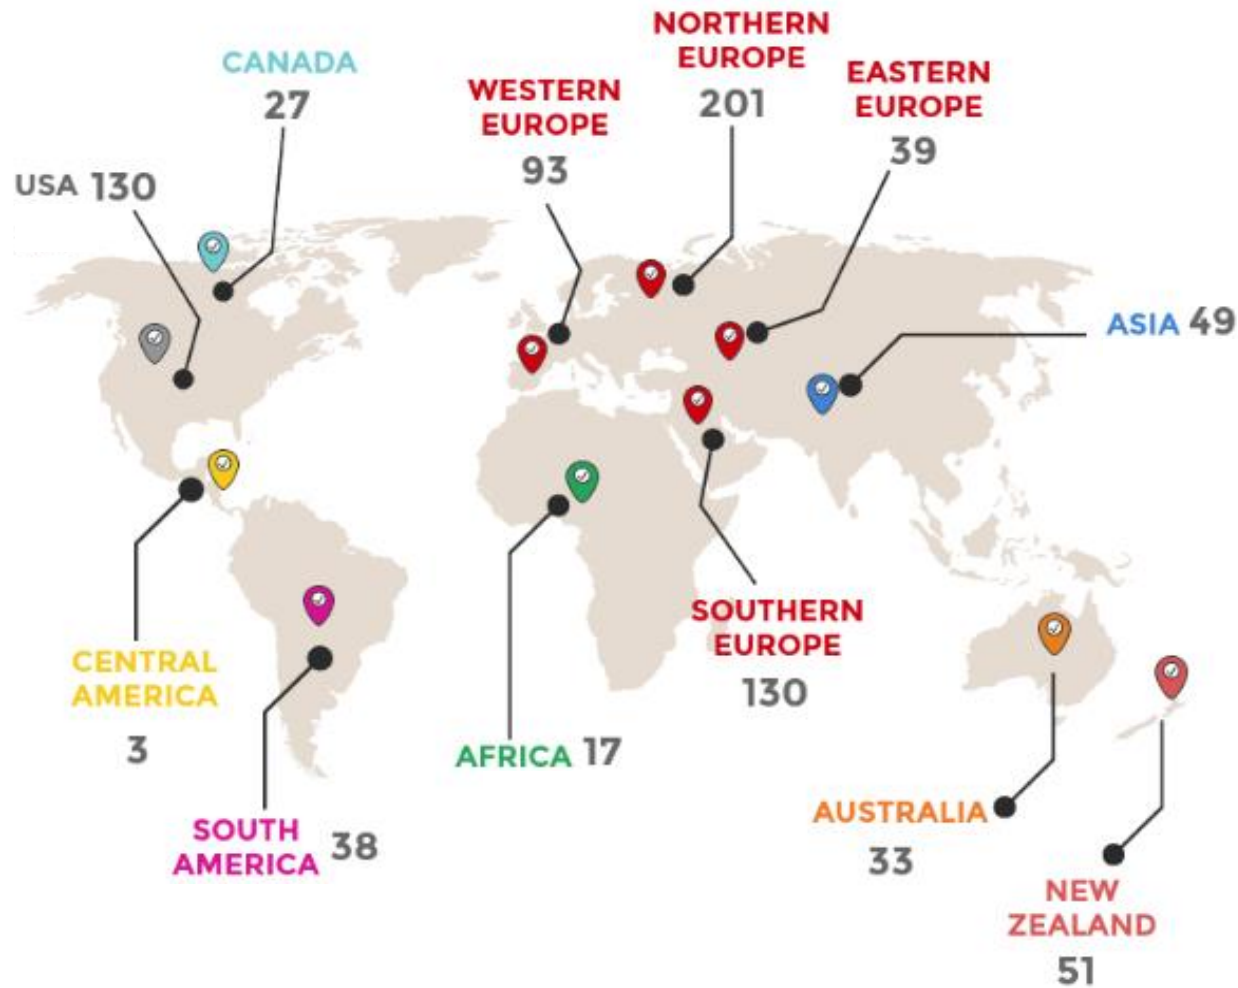 NORTHERN
EUROPE
201
CANADA
27
WESTERN
EUROPE
93
EASTERN
EUROPE
39
USA 130
ASIA 49
SOUTHERN
EUROPE
130
CENTRAL
AMERICA
3
AFRICA 17
SOUTH
AMERICA 38
AUSTRALIA
33
NEW
ZEALAND
51